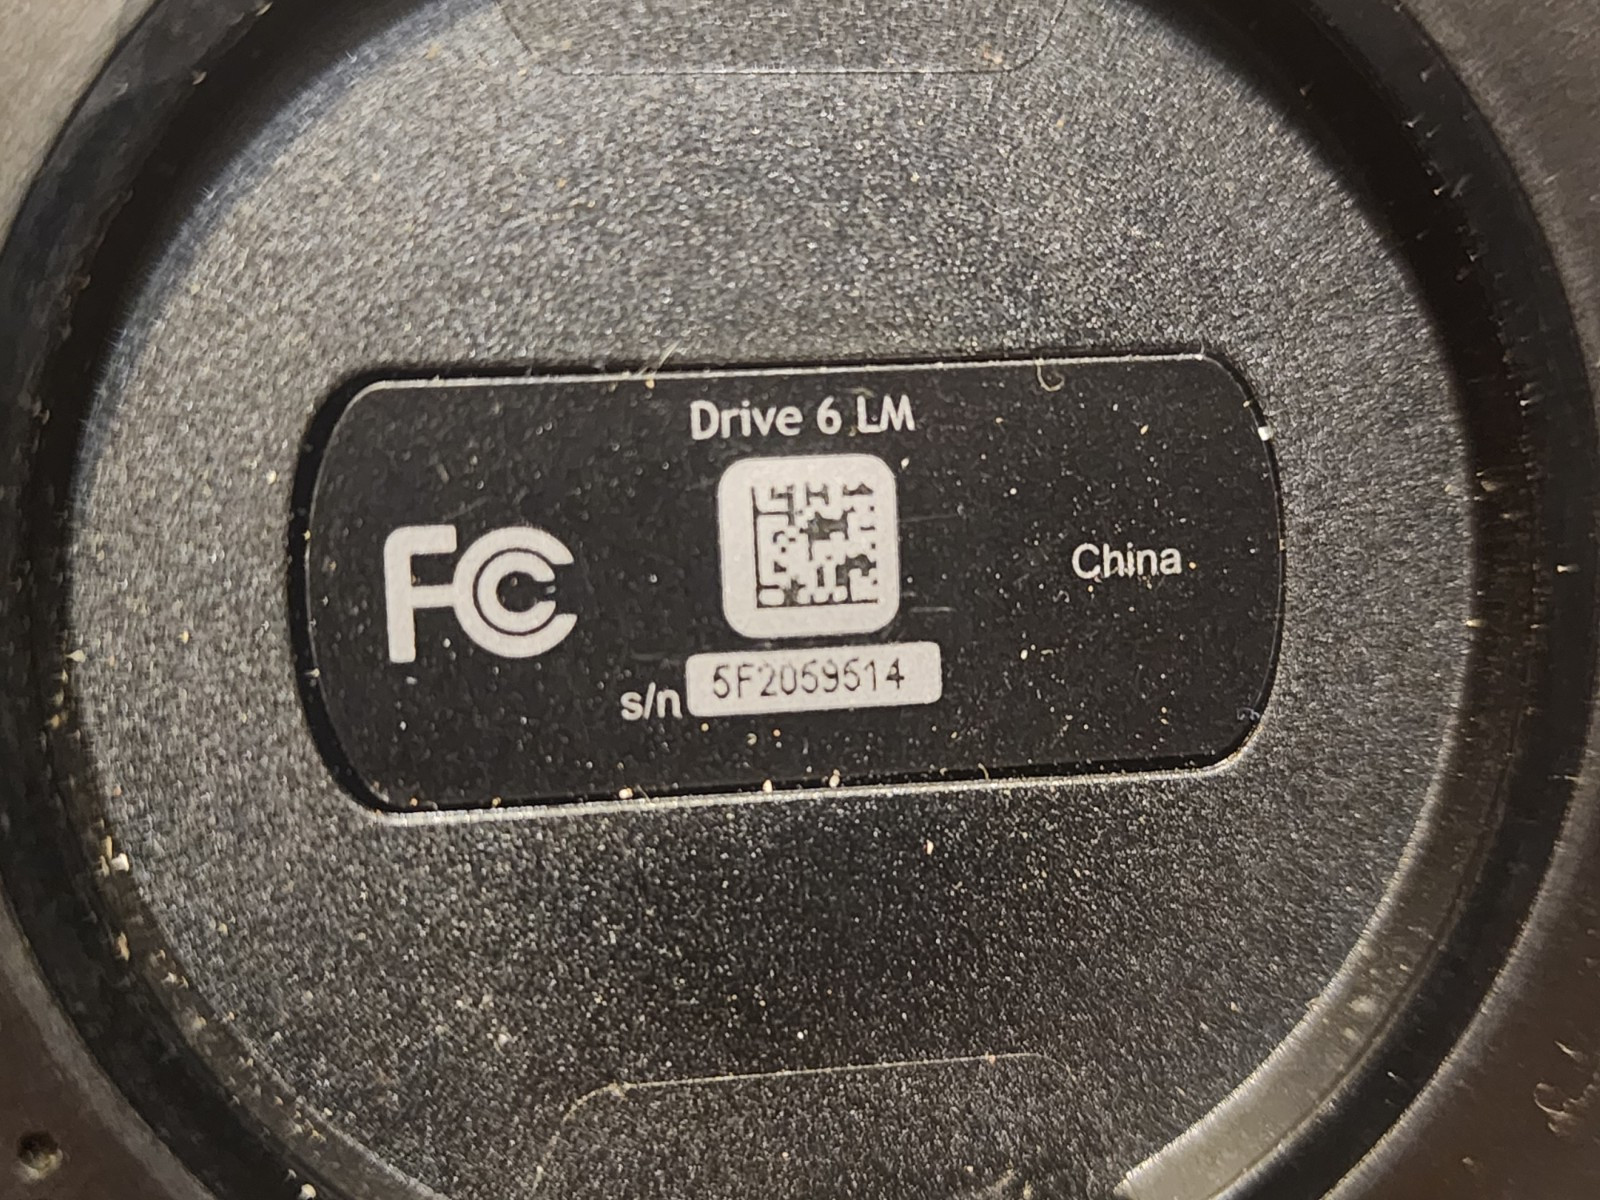 Drive 6 LM
FC
China
s/n 5F2059514